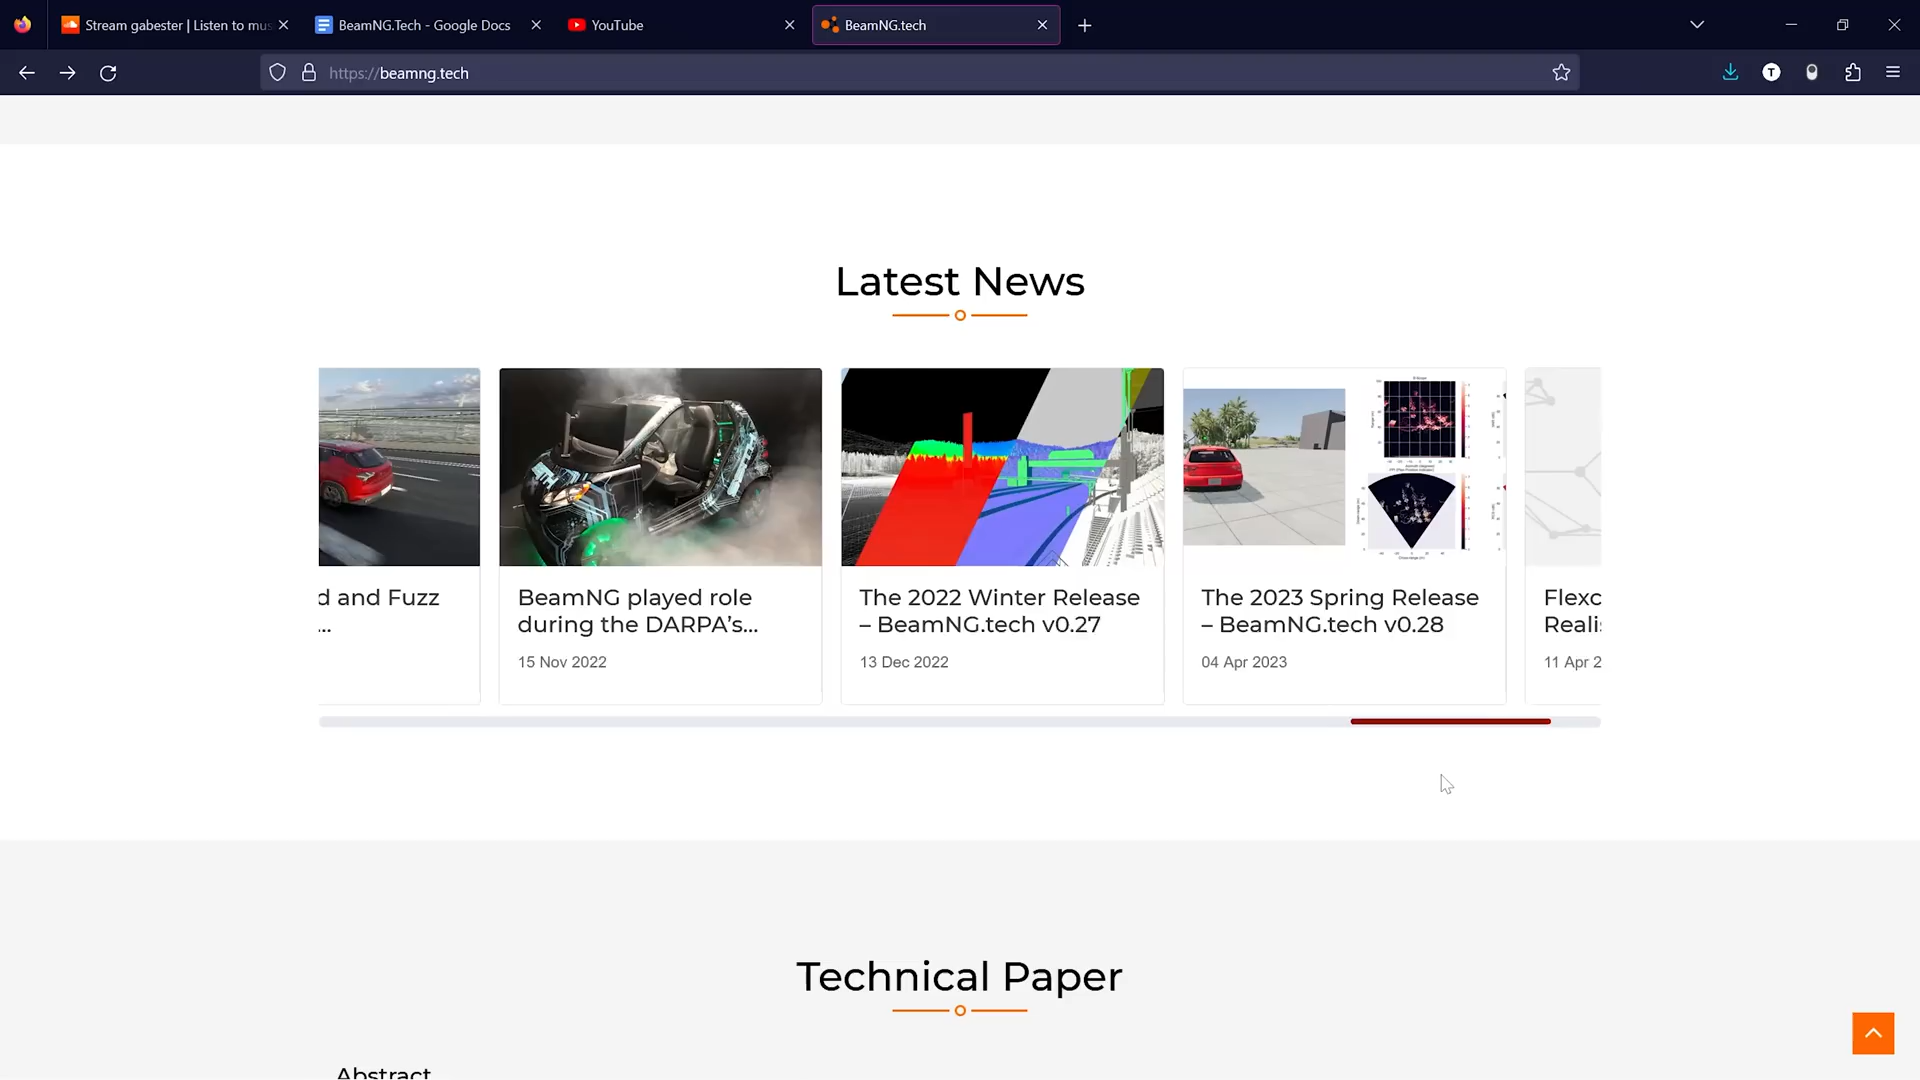 Stream gabester | Listen to mus
BeamNG.Tech - Google Docs
YouTube
BeamNG.tech
https://beamng.tech
T
Latest News
d and Fuzz
...
BeamNG played role
during the DARPA's...
15 Nov 2022
The 2022 Winter Release
– BeamNG.tech v0.27
13 Dec 2022
The 2023 Spring Release
– BeamNG.tech v0.28
04 Apr 2023
Flexc
Realis
11 Apr 2
Technical Paper
Abstract